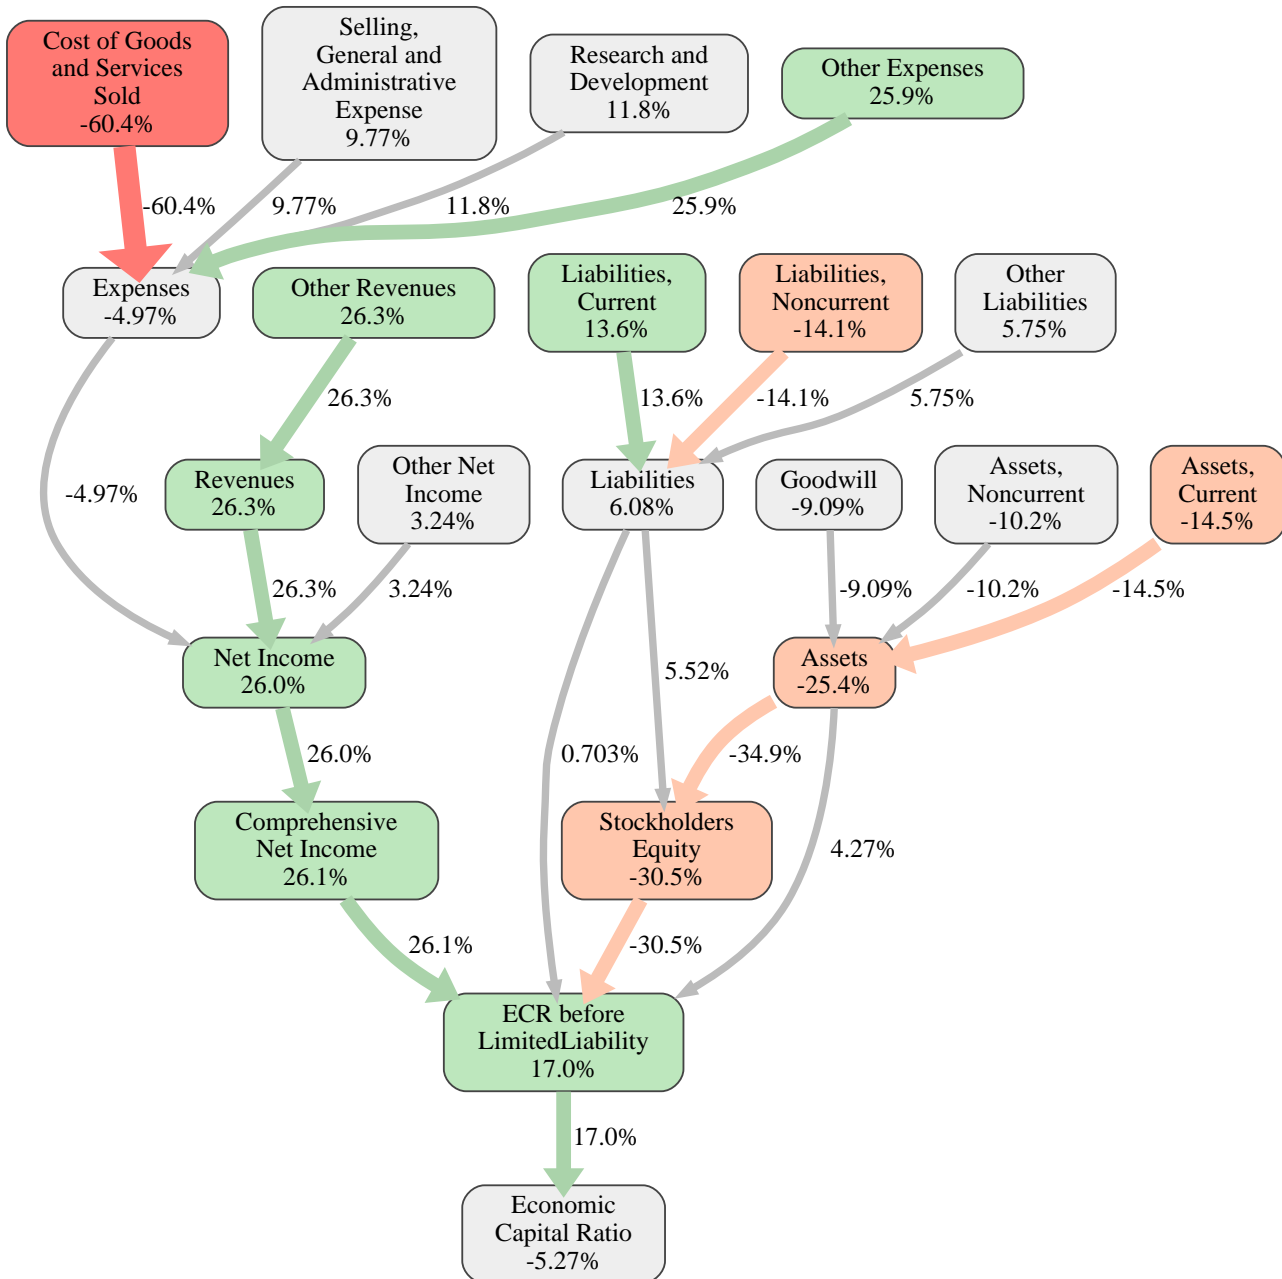 Cost of Goods
and Services
Sold
-60.4%
Selling,
General and
Administrative
Expense
9.77%
Research and
Development
11.8%
Other Expenses
25.9%
-60.4%
9.77%
11.8%
25.9%
Expenses
-4.97%
Other Revenues
26.3%
Liabilities,
Current
13.6%
Liabilities,
Noncurrent
-14.1%
Other
Liabilities
5.75%
26.3%
13.6%
-14.1%
5.75%
-4.97%
Revenues
26.3%
Other Net
Income
3.24%
Liabilities
6.08%
Goodwill
-9.09%
Assets,
Noncurrent
-10.2%
Assets,
Current
-14.5%
26.3%
3.24%
-9.09%
-10.2%
-14.5%
Net Income
26.0%
5.52%
Assets
-25.4%
26.0%
0.703%
-34.9%
Comprehensive
Net Income
26.1%
Stockholders
Equity
-30.5%
4.27%
26.1%
-30.5%
ECR before
LimitedLiability
17.0%
17.0%
Economic
Capital Ratio
-5.27%